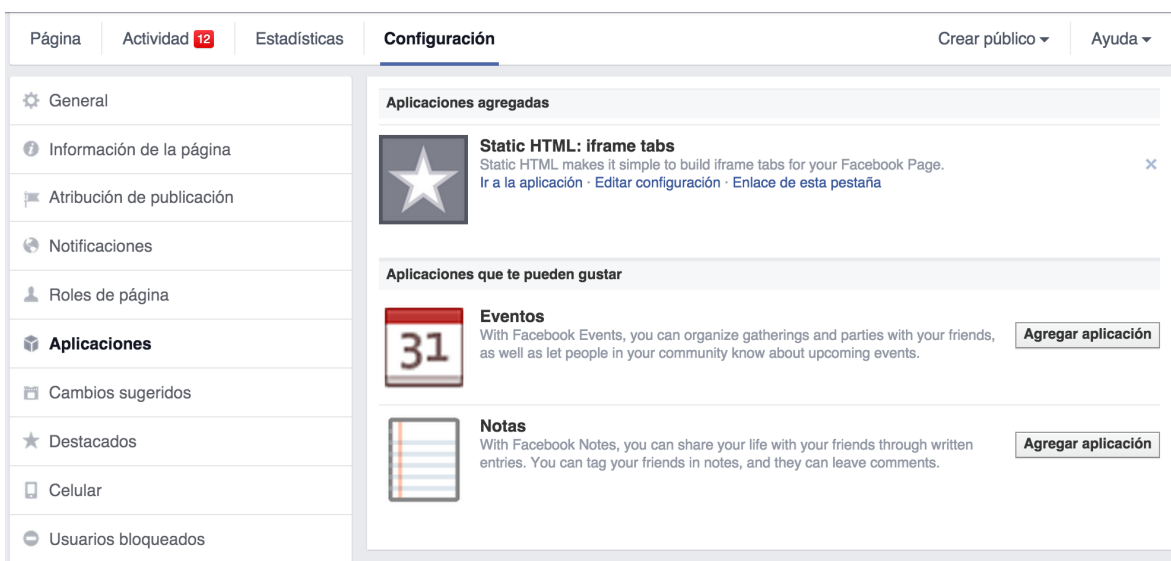 Página Actividad 12 Estadísticas Configuración Crear público Ayuda
General
Información de la página
Atribución de publicación
Notificaciones
Roles de página
Aplicaciones
Cambios sugeridos
Destacados
Celular
Usuarios bloqueados
Aplicaciones agregadas
Static HTML: iframe tabs
Static HTML makes it simple to build iframe tabs for your Facebook Page.
Ir a la aplicación · Editar configuración · Enlace de esta pestaña
Aplicaciones que te pueden gustar
31
Eventos
With Facebook Events, you can organize gatherings and parties with your friends,
as well as let people in your community know about upcoming events.
Agregar aplicación
Notas
With Facebook Notes, you can share your life with your friends through written
entries. You can tag your friends in notes, and they can leave comments.
Agregar aplicación